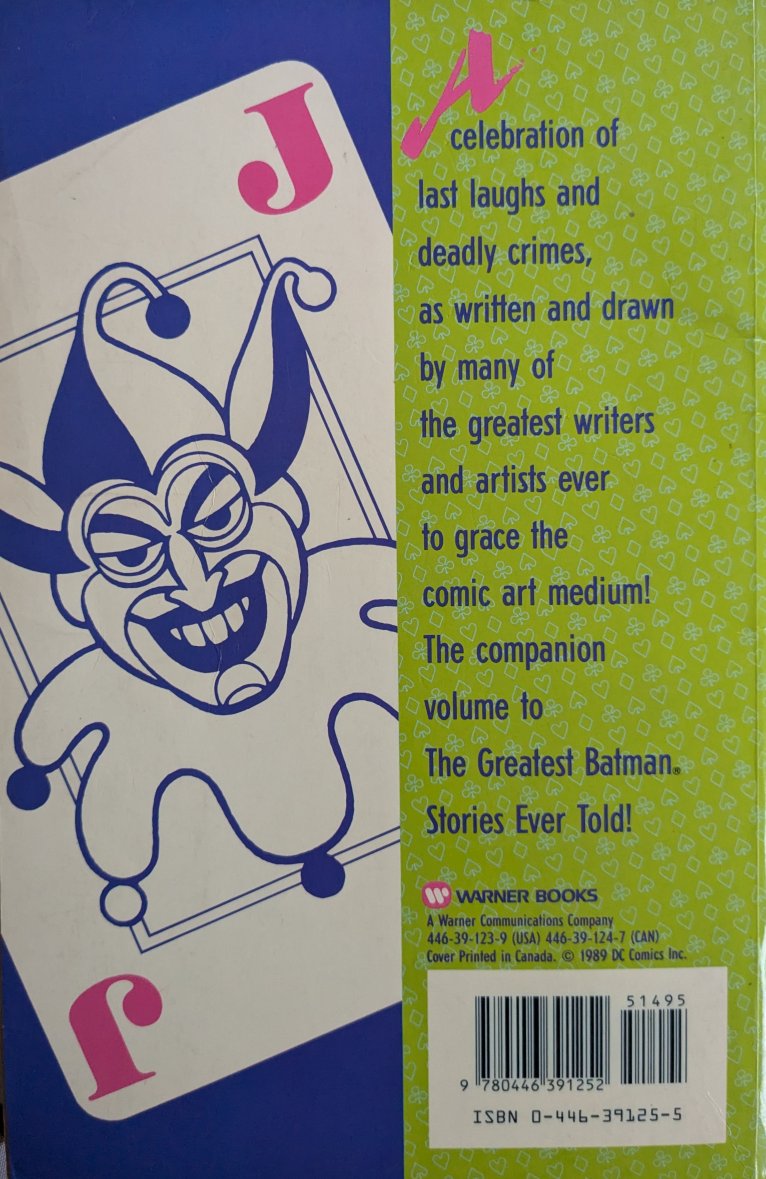 J
A
celebration of
last laughs and
deadly crimes,
as written and drawn
by many of
the greatest writers
and artists ever
to grace the
comic art medium!
The companion
volume to
The Greatest Batman®
Stories Ever Told!
WARNER BOOKS
A Warner Communications Company
446-39-123-9 (USA) 446-39-124-7 (CAN)
Cover Printed in Canada. © 1989 DC Comics Inc.
51495
9 780446 391252
ISBN 0-446-39125-5
J